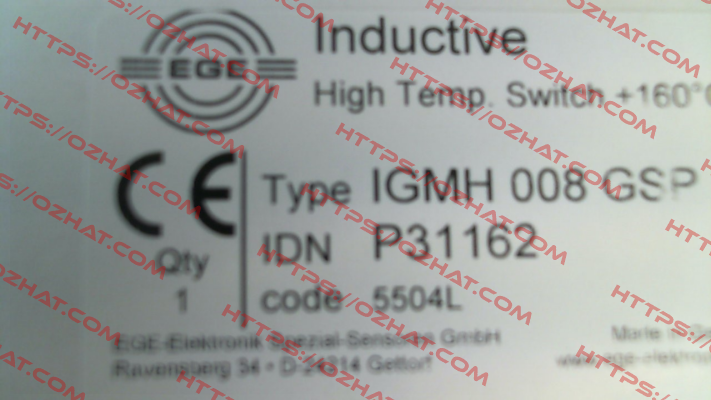 EGE
Inductive
High Temp. Switch +160°C
CE
Type IGMH 008 GSP
IDN P31162
Qty
1
code 5504L
EGE-Elektronik Spezial-Sensoren GmbH
Ravensberg 34 • D-24214 Gettorf
HTTPS://OZHAT.COM